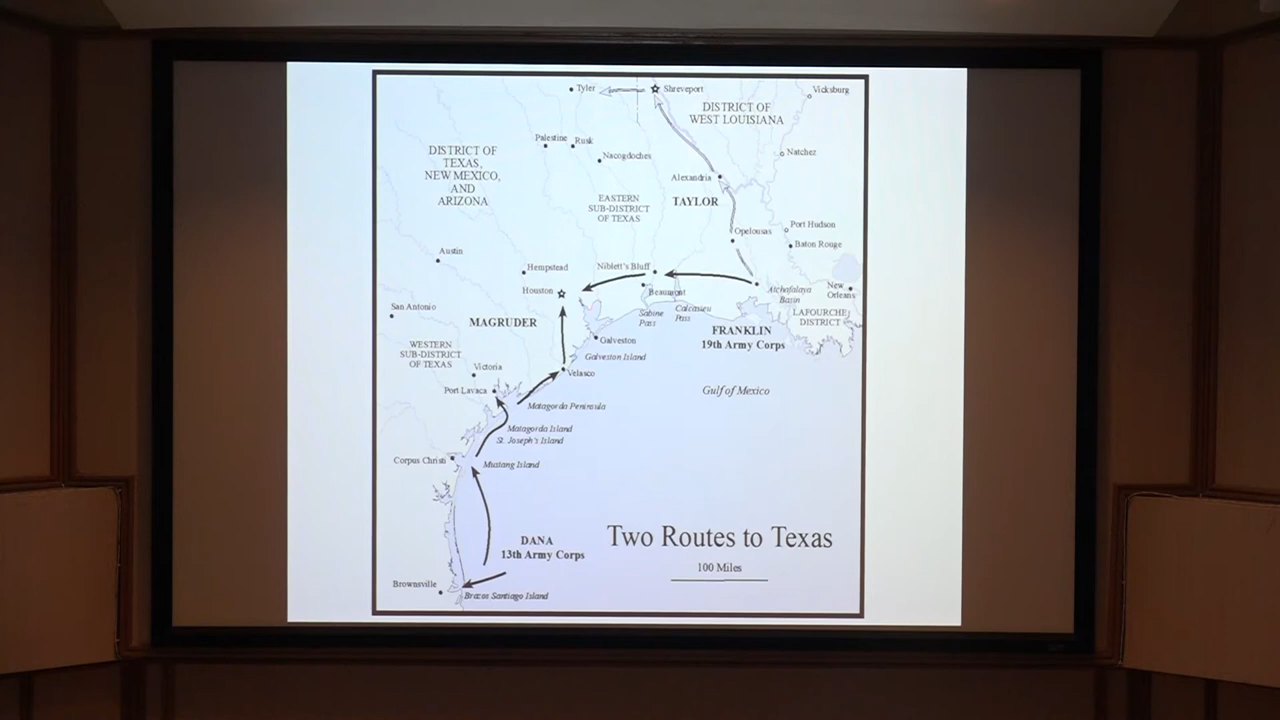 Tyler
Shreveport
Vicksburg
DISTRICT OF
WEST LOUISIANA
Palestine
Rusk
Nacogdoches
Natchez
DISTRICT OF
TEXAS,
NEW MEXICO,
AND
ARIZONA
Alexandria
TAYLOR
EASTERN
SUB-DISTRICT
OF TEXAS
Opelousas
Port Hudson
Baton Rouge
Austin
Hempstead
Niblett's Bluff
Houston
Beaumont
Atchafalaya
Basin
New
Orleans
San Antonio
Sabine
Pass
Calcasieu
Pass
LAFOURCHE
DISTRICT
MAGRUDER
FRANKLIN
19th Army Corps
Galveston
Galveston Island
WESTERN
SUB-DISTRICT
OF TEXAS
Victoria
Velasco
Port Lavaca
Gulf of Mexico
Matagorda Peninsula
Matagorda Island
St. Joseph's Island
Corpus Christi
Mustang Island
DANA
13th Army Corps
Two Routes to Texas
100 Miles
Brownsville
Brazos Santiago Island